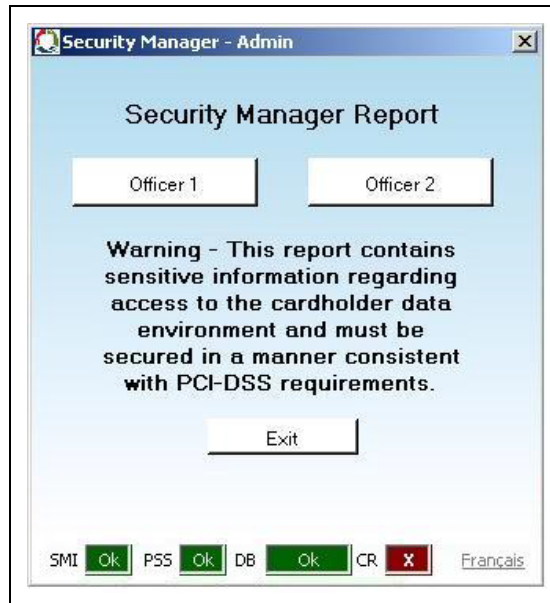 Security Manager - Admin
Security Manager Report
Officer 1 Officer 2
Warning - This report contains
sensitive information regarding
access to the cardholder data
environment and must be
secured in a manner consistent
with PCI-DSS requirements.
Exit
SMI Ok PSS Ok DB Ok CR X Français